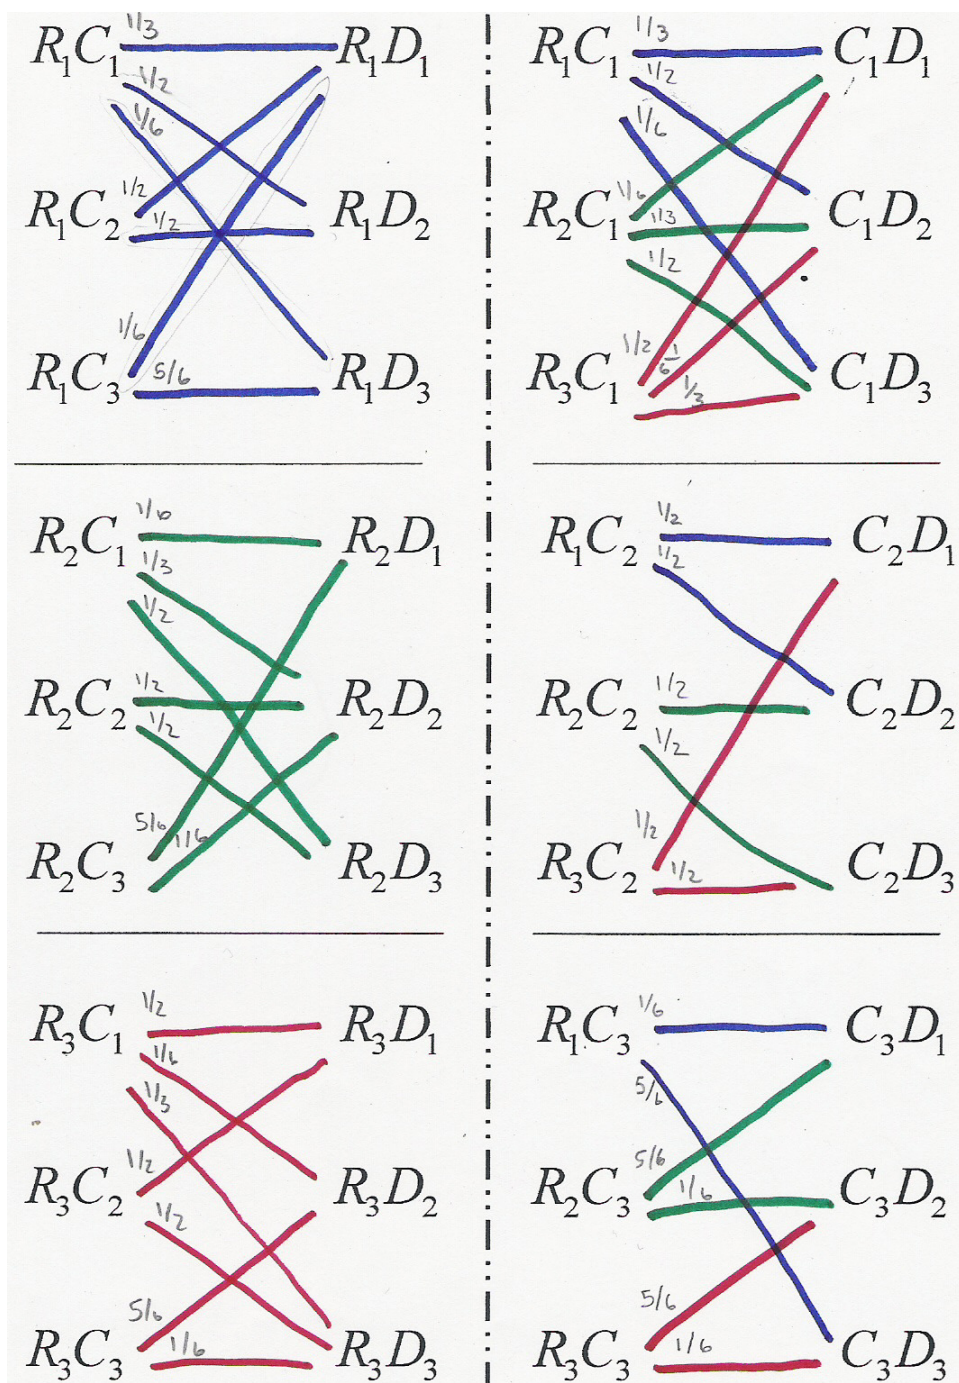 1/3
R₁C₁ R₁D₁
1/2
1/6
1/2
R₁C₂ 1/2 R₁D₂
1/6
R₁C₃ 5/6 R₁D₃
1/3
R₁C₁ C₁D₁
1/2
1/6
1/6
R₂C₁ 1/3 C₁D₂
1/2
1/2 1/6
R₃C₁ 1/3 C₁D₃
1/6
R₂C₁ R₂D₁
1/3
1/2
1/2
R₂C₂ R₂D₂
1/2
5/6 1/6
R₂C₃ R₂D₃
1/2
R₁C₂ C₂D₁
1/2
1/2
R₂C₂ C₂D₂
1/2
1/2
R₃C₂ 1/2 C₂D₃
1/2
R₃C₁ R₃D₁
1/6
1/3
1/2
R₃C₂ R₃D₂
1/2
5/6
R₃C₃ 1/6 R₃D₃
1/6
R₁C₃ C₃D₁
5/6
5/6
R₂C₃ 1/6 C₃D₂
5/6
R₃C₃ 1/6 C₃D₃